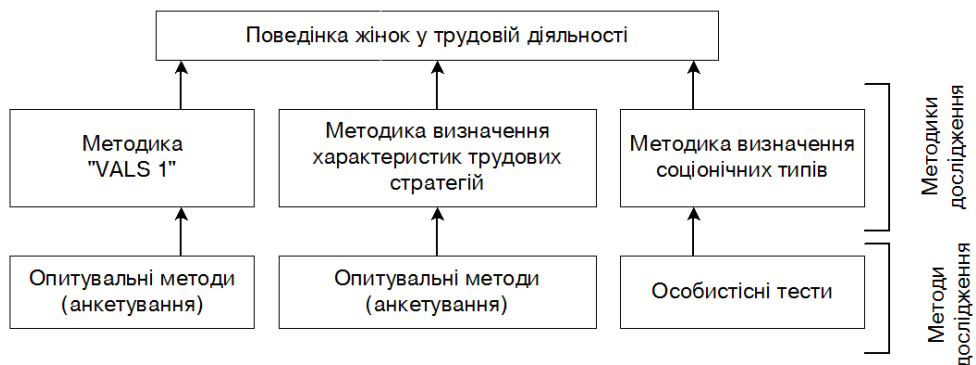 Поведінка жінок у трудовій діяльності
Методика
"VALS 1"
Методика визначення
характеристик трудових
стратегій
Методика визначення
соціонічних типів
Методики
дослідження
Опитувальні методи
(анкетування)
Опитувальні методи
(анкетування)
Особистісні тести
Методи
дослідження